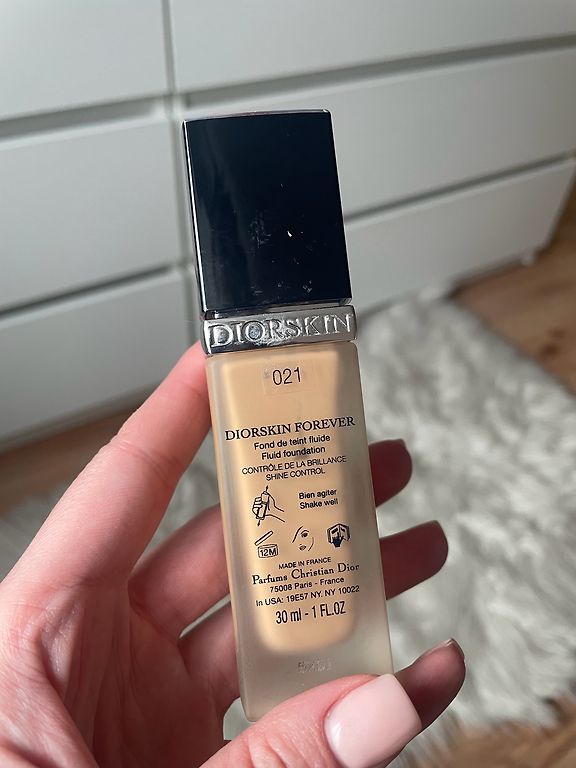 DIORSKIN
021
DIORSKIN FOREVER
Fond de teint fluide
Fluid foundation
CONTRÔLE DE LA BRILLANCE
SHINE CONTROL
Bien agiter
Shake well
12M
MADE IN FRANCE
Parfums Christian Dior
75008 Paris - France
In USA: 19E57 NY. NY 10022
30 ml - 1 FL.OZ